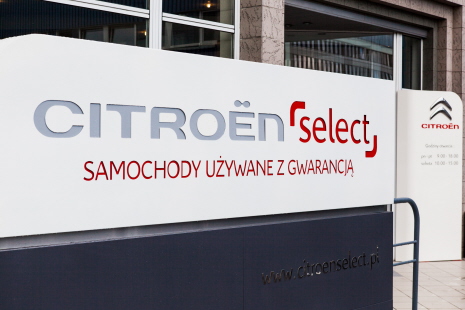 CITROËN select
SAMOCHODY UŻYWANE Z GWARANCJĄ
www.citroenselect.pl
CITROËN